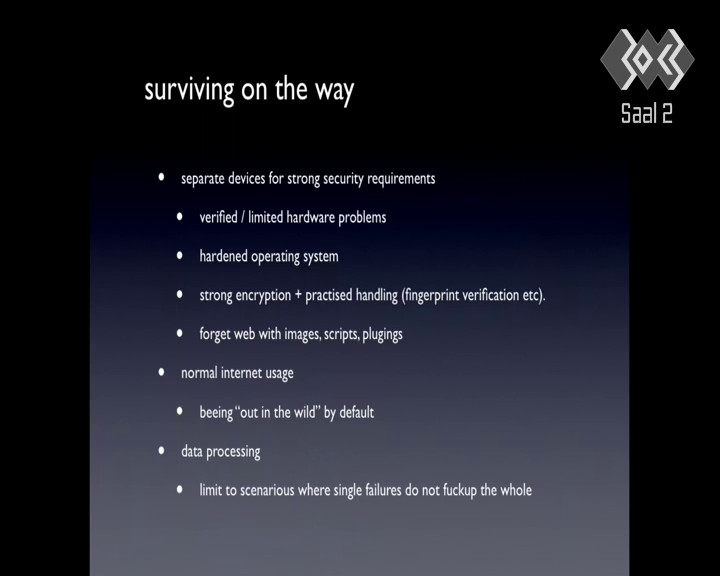 surviving on the way
Saal 2
• separate devices for strong security requirements
• verified / limited hardware problems
• hardened operating system
• strong encryption + practised handling (fingerprint verification etc).
• forget web with images, scripts, plugings
• normal internet usage
• beeing “out in the wild” by default
• data processing
• limit to scenarious where single failures do not fuckup the whole